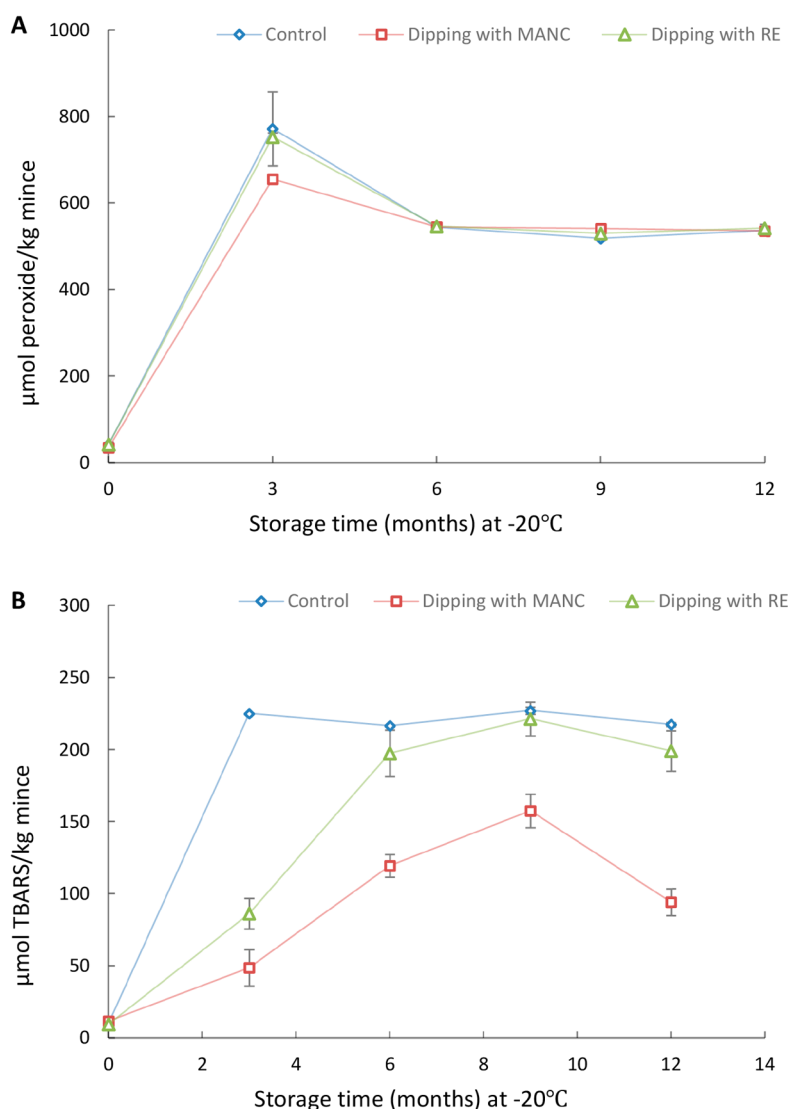 A
Control
Dipping with MANC
Dipping with RE
1000
800
600
400
200
0
μmol peroxide/kg mince
0 3 6 9 12
Storage time (months) at -20℃
B
Control
Dipping with MANC
Dipping with RE
300
250
200
150
100
50
0
μmol TBARS/kg mince
0 2 4 6 8 10 12 14
Storage time (months) at -20℃